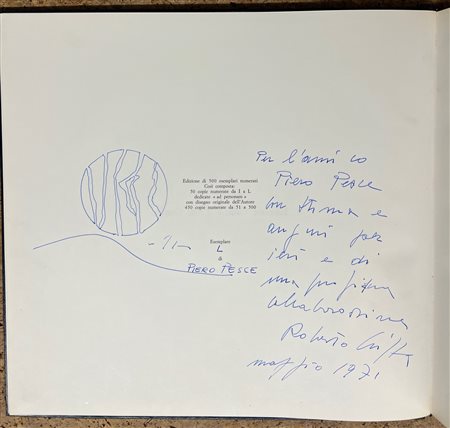 Edizione di 500 esemplari numerati
Così composta:
50 copie numerate da I a L
dedicate « ad personam »
con disegno originale dell'Autore
450 copie numerate da 51 a 500
Esemplare
L
di
PIERO PESCE
Per l'amico
Piero Pesce
con stima e
auguri per
ieri e di
una
collaborazione
Roberto
maggio 1971